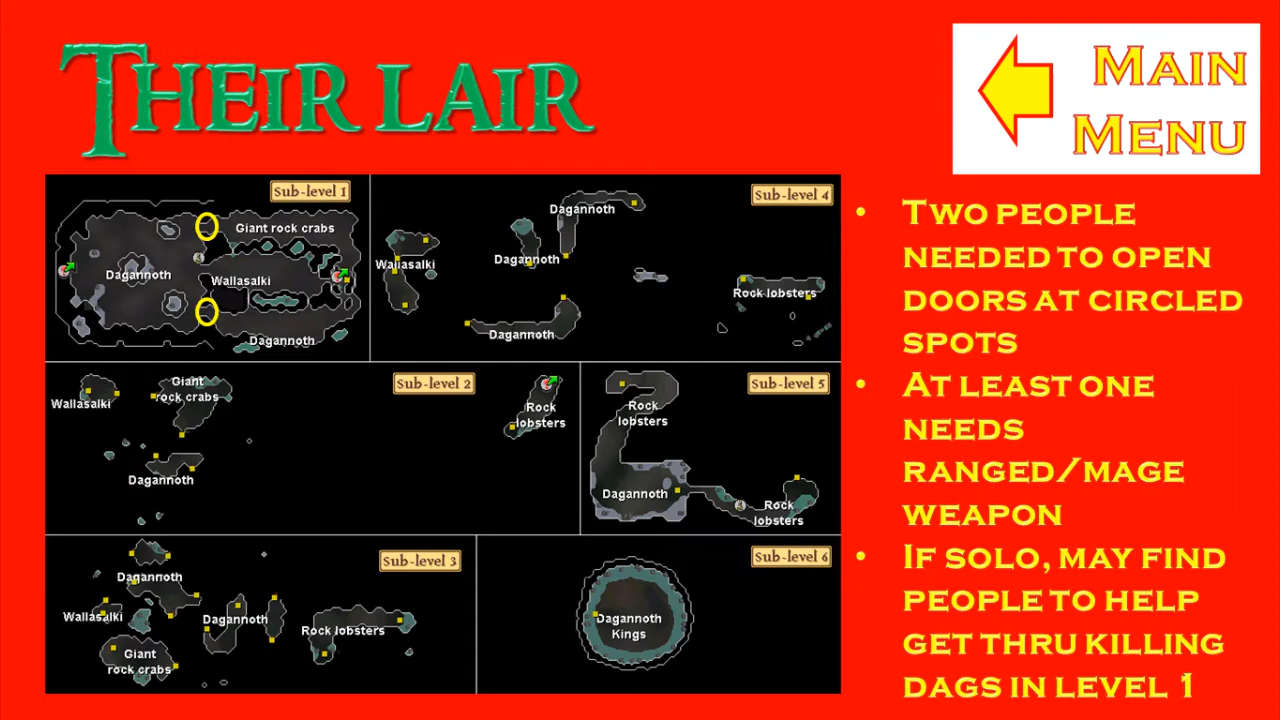 Their lair
Main
Menu
Sub-level 1
Giant rock crabs
Dagannoth
Wallasalki
Dagannoth
Sub-level 4
Dagannoth
Wallasalki
Dagannoth
Rock lobsters
Dagannoth
Sub-level 2
Giant
rock crabs
Wallasalki
Rock
lobsters
Dagannoth
Sub-level 5
Rock
lobsters
Dagannoth
Rock
lobsters
Sub-level 3
Dagannoth
Wallasalki
Dagannoth
Rock lobsters
Giant
rock crabs
Sub-level 6
Dagannoth
Kings
• Two people
needed to open
doors at circled
spots
• At least one
needs
ranged/mage
weapon
• If solo, may find
people to help
get thru killing
dags in level 1